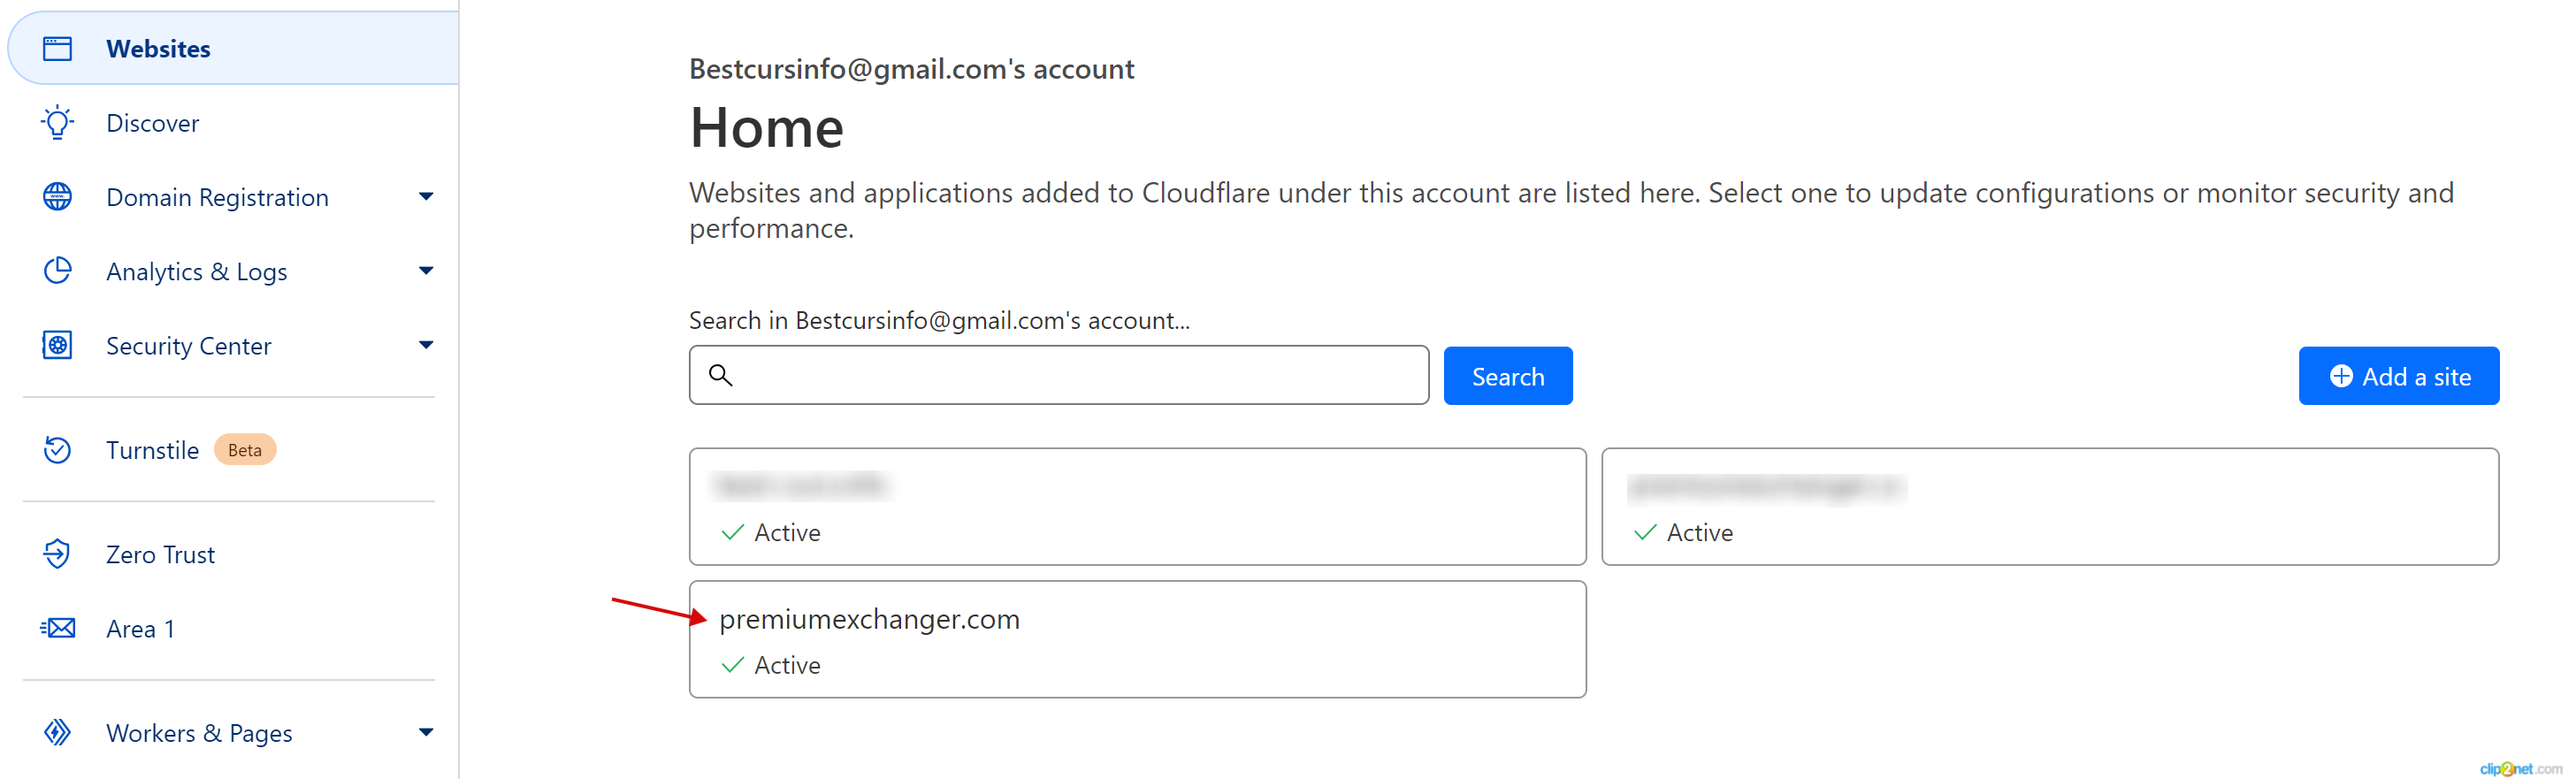 Websites
Discover
Domain Registration
Analytics & Logs
Security Center
Turnstile Beta
Zero Trust
Area 1
Workers & Pages
Bestcursinfo@gmail.com's account
Home
Websites and applications added to Cloudflare under this account are listed here. Select one to update configurations or monitor security and
performance.
Search in Bestcursinfo@gmail.com's account...
Search
Add a site
Active
Active
premiumexchanger.com
Active
clip2net.com